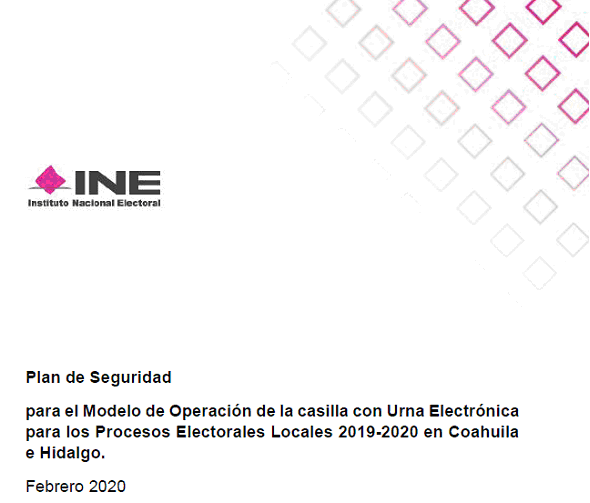 INE
Instituto Nacional Electoral
Plan de Seguridad
para el Modelo de Operación de la casilla con Urna Electrónica
para los Procesos Electorales Locales 2019-2020 en Coahuila
e Hidalgo.
Febrero 2020